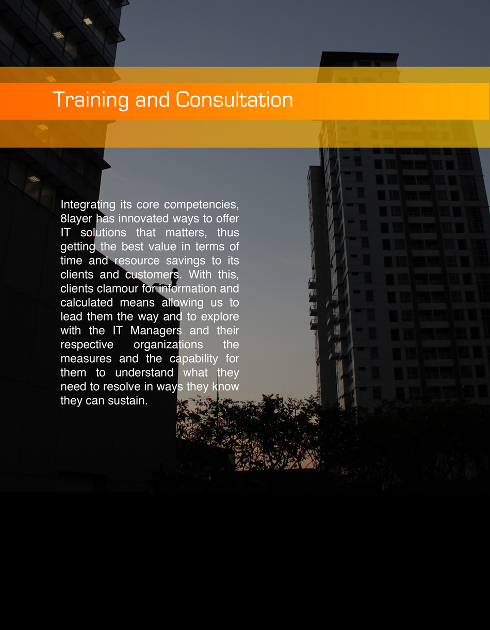 Training and Consultation
Integrating its core competencies,
8layer has innovated ways to offer
IT solutions that matters, thus
getting the best value in terms of
time and resource savings to its
clients and customers. With this,
clients clamour for information and
calculated means allowing us to
lead them the way and to explore
with the IT Managers and their
respective organizations the
measures and the capability for
them to understand what they
need to resolve in ways they know
they can sustain.